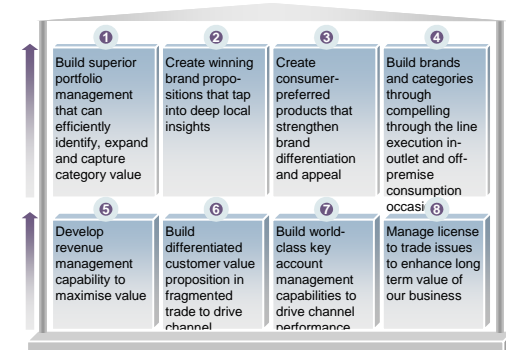 1
Build superior
portfolio
management
that can
efficiently
identify, expand
and capture
category value
2
Create winning
brand propo-
sitions that tap
into deep local
insights
3
Create
consumer-
preferred
products that
strengthen
brand
differentiation
and appeal
4
Build brands
and categories
through
compelling
through the line
execution in-
outlet and off-
premise
consumption
occasi
5
Develop
revenue
management
capability to
maximise value
6
Build
differentiated
customer value
proposition in
fragmented
trade to drive
channel
7
Build world-
class key
account
management
capabilities to
drive channel
performance
8
Manage license
to trade issues
to enhance long
term value of
our business